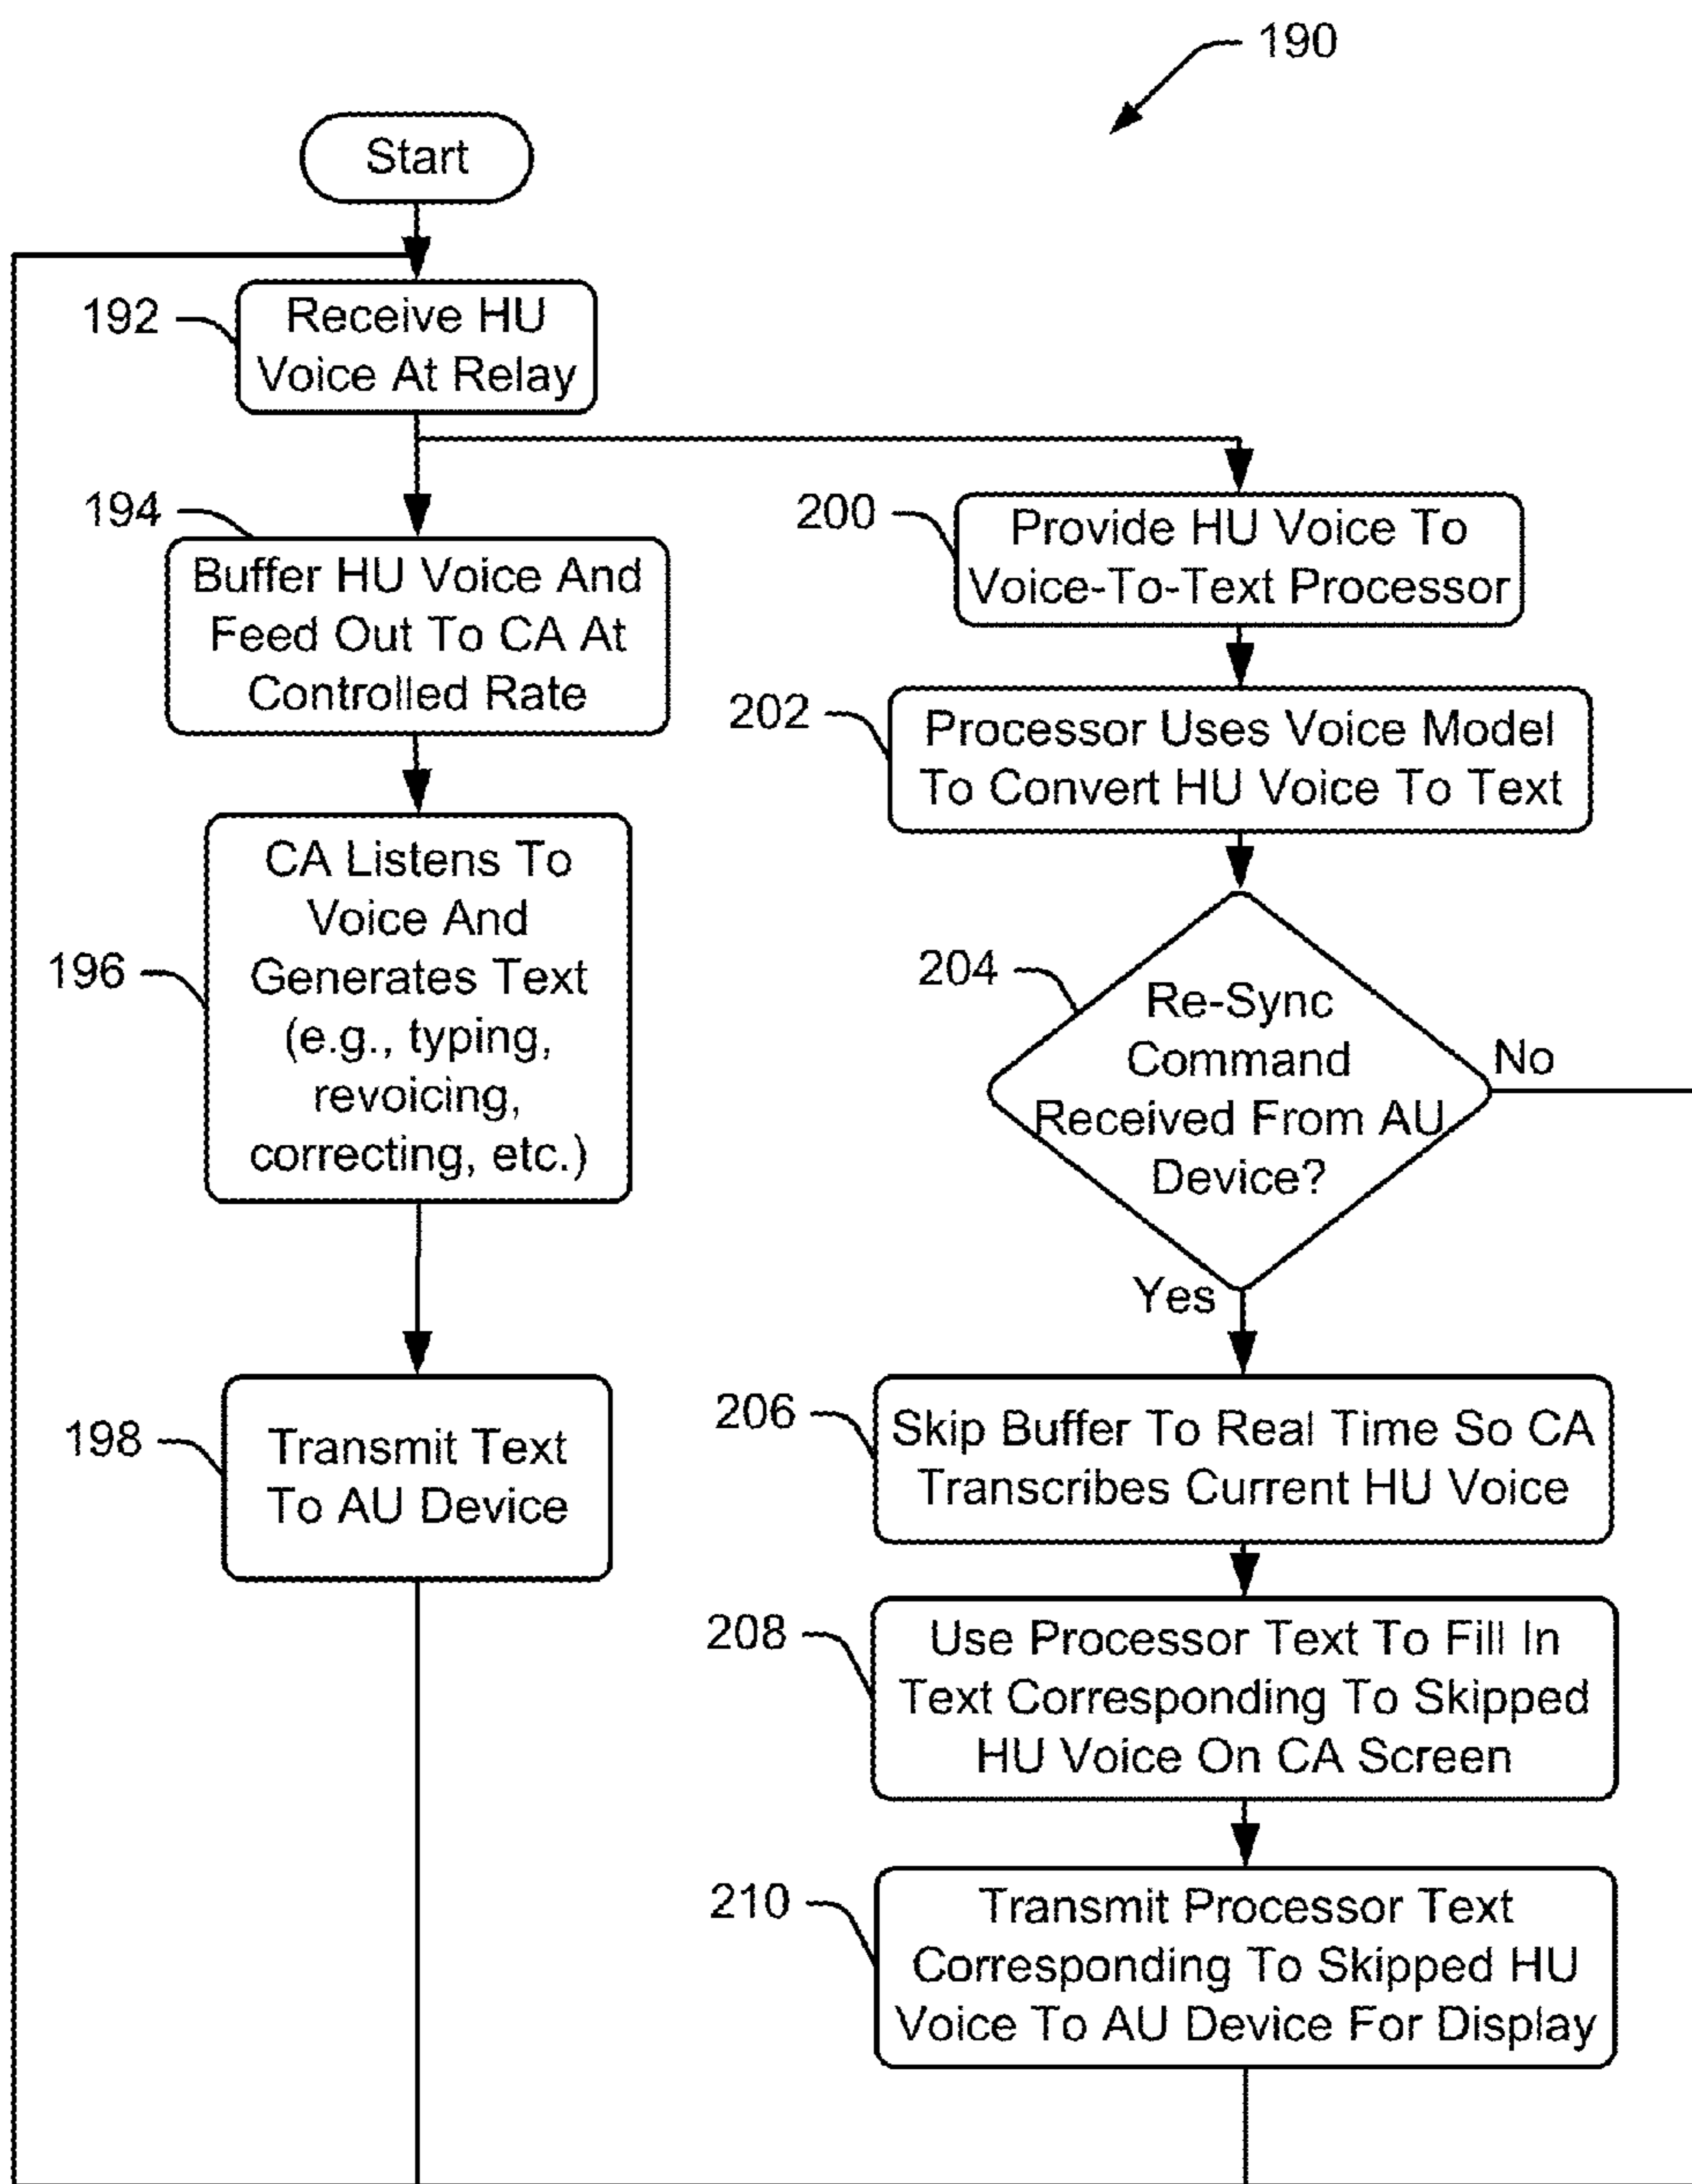 190
Start
192
Receive HU
Voice At Relay
194
Buffer HU Voice And
Feed Out To CA At
Controlled Rate
196
CA Listens To
Voice And
Generates Text
(e.g., typing,
revoicing,
correcting, etc.)
198
Transmit Text
To AU Device
200
Provide HU Voice To
Voice-To-Text Processor
202
Processor Uses Voice Model
To Convert HU Voice To Text
204
Re-Sync
Command
Received From AU
Device?
No
Yes
206
Skip Buffer To Real Time So CA
Transcribes Current HU Voice
208
Use Processor Text To Fill In
Text Corresponding To Skipped
HU Voice On CA Screen
210
Transmit Processor Text
Corresponding To Skipped HU
Voice To AU Device For Display